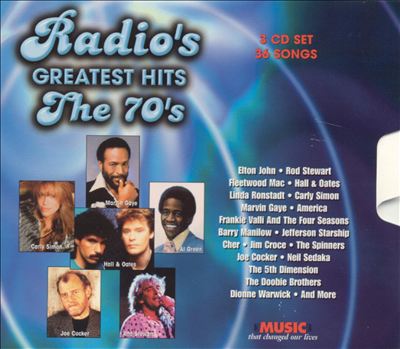 Radio's
GREATEST HITS
The 70's
3 CD SET
36 SONGS
Marvin Gaye
Carly Simon
Al Green
Hall & Oates
Joe Cocker
Rod Stewart
Elton John • Rod Stewart
Fleetwood Mac • Hall & Oates
Linda Ronstadt • Carly Simon
Marvin Gaye • America
Frankie Valli And The Four Seasons
Barry Manilow • Jefferson Starship
Cher • Jim Croce • The Spinners
Joe Cocker • Neil Sedaka
The 5th Dimension
The Doobie Brothers
Dionne Warwick • And More
MUSIC
that changed our lives